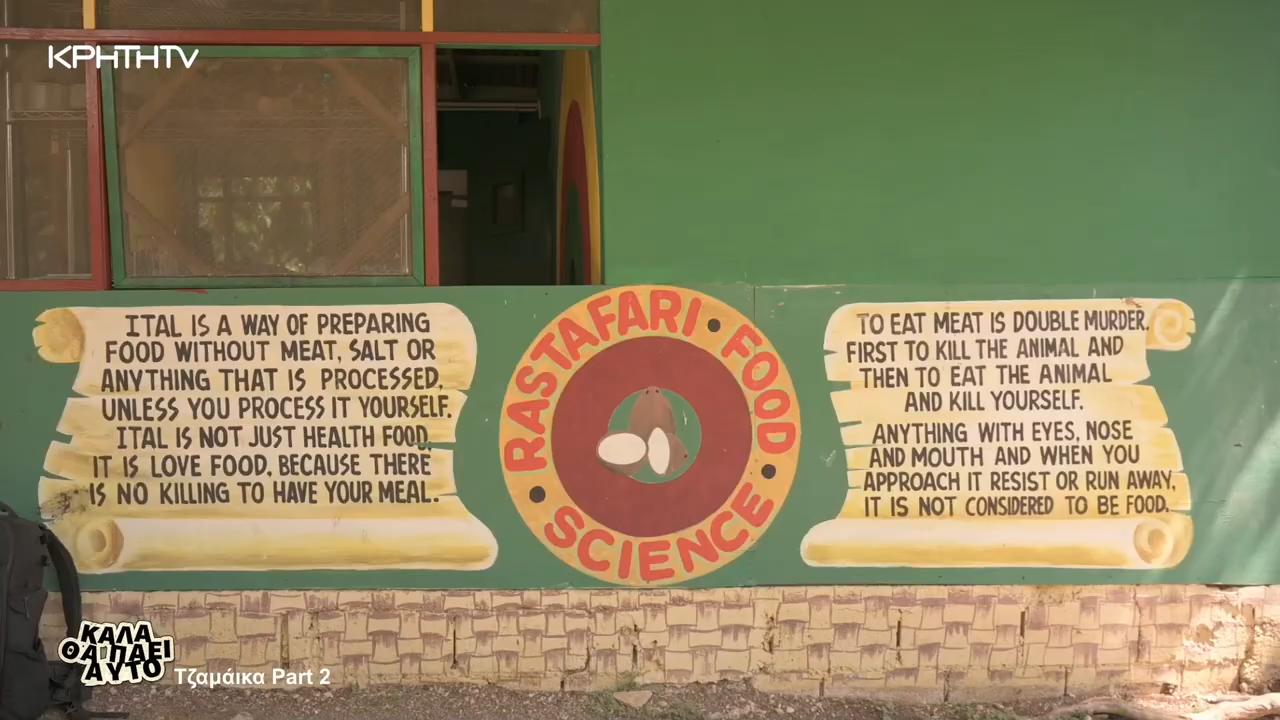 ΚΡΗΤΗTV
ITAL IS A WAY OF PREPARING
FOOD WITHOUT MEAT, SALT OR
ANYTHING THAT IS PROCESSED,
UNLESS YOU PROCESS IT YOURSELF.
ITAL IS NOT JUST HEALTH FOOD.
IT IS LOVE FOOD, BECAUSE THERE
IS NO KILLING TO HAVE YOUR MEAL.
RASTAFARI • FOOD • SCIENCE •
TO EAT MEAT IS DOUBLE MURDER.
FIRST TO KILL THE ANIMAL AND
THEN TO EAT THE ANIMAL
AND KILL YOURSELF.
ANYTHING WITH EYES, NOSE
AND MOUTH AND WHEN YOU
APPROACH IT RESIST OR RUN AWAY,
IT IS NOT CONSIDERED TO BE FOOD.
ΚΑΛΑ
ΘΑ ΠΑΕΙ
ΑΥΤΟ
Τζαμάικα Part 2